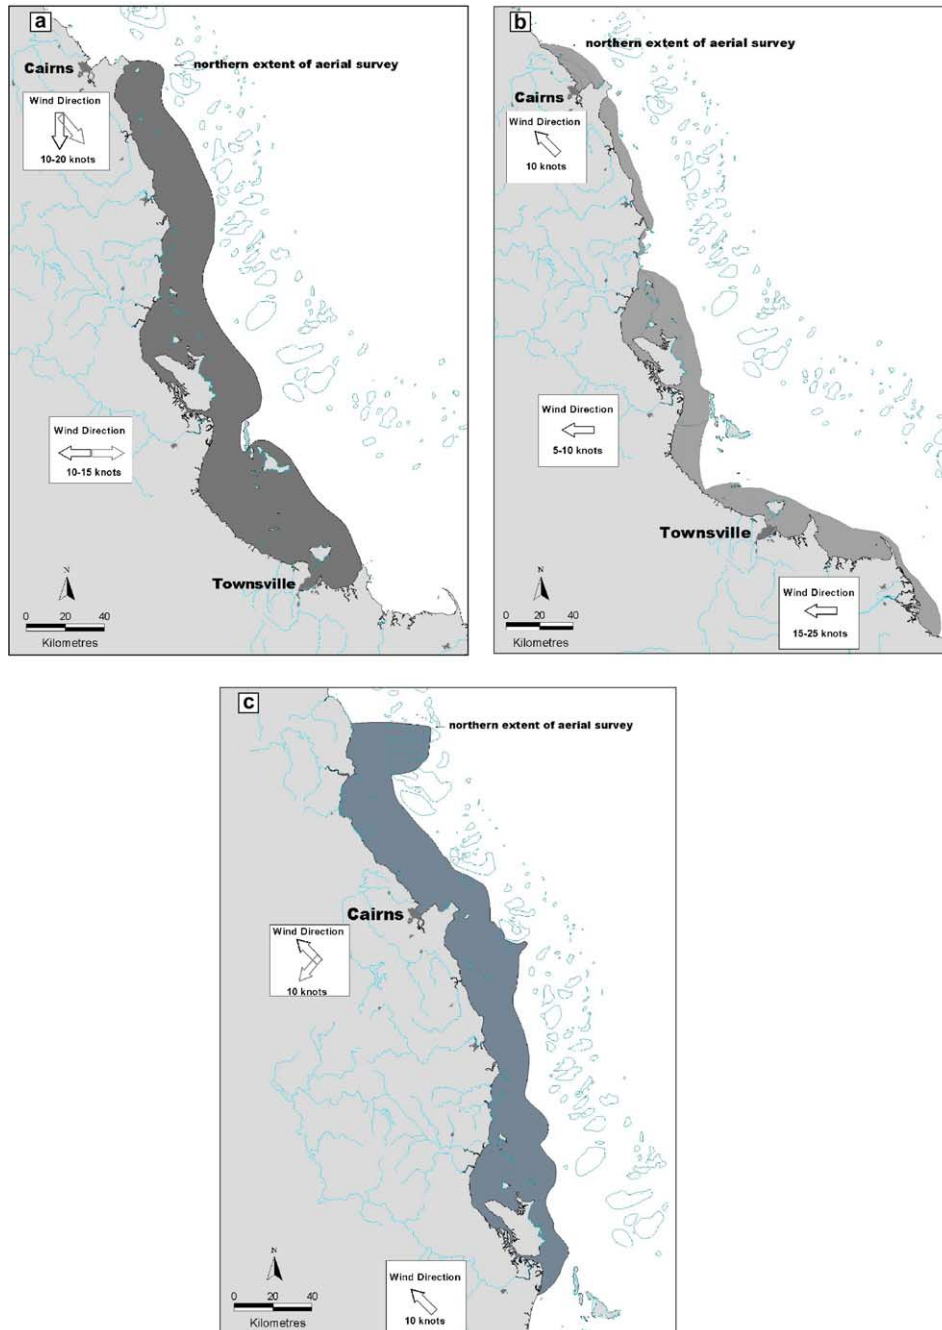 a
northern extent of aerial survey
Cairns
Wind Direction
10-20 knots
Wind Direction
10-15 knots
Townsville
N
0 20 40
Kilometres
b
northern extent of aerial survey
Cairns
Wind Direction
10 knots
Wind Direction
5-10 knots
Townsville
Wind Direction
15-25 knots
N
0 20 40
Kilometres
c
northern extent of aerial survey
Cairns
Wind Direction
10 knots
N
0 20 40
Kilometres
Wind Direction
10 knots